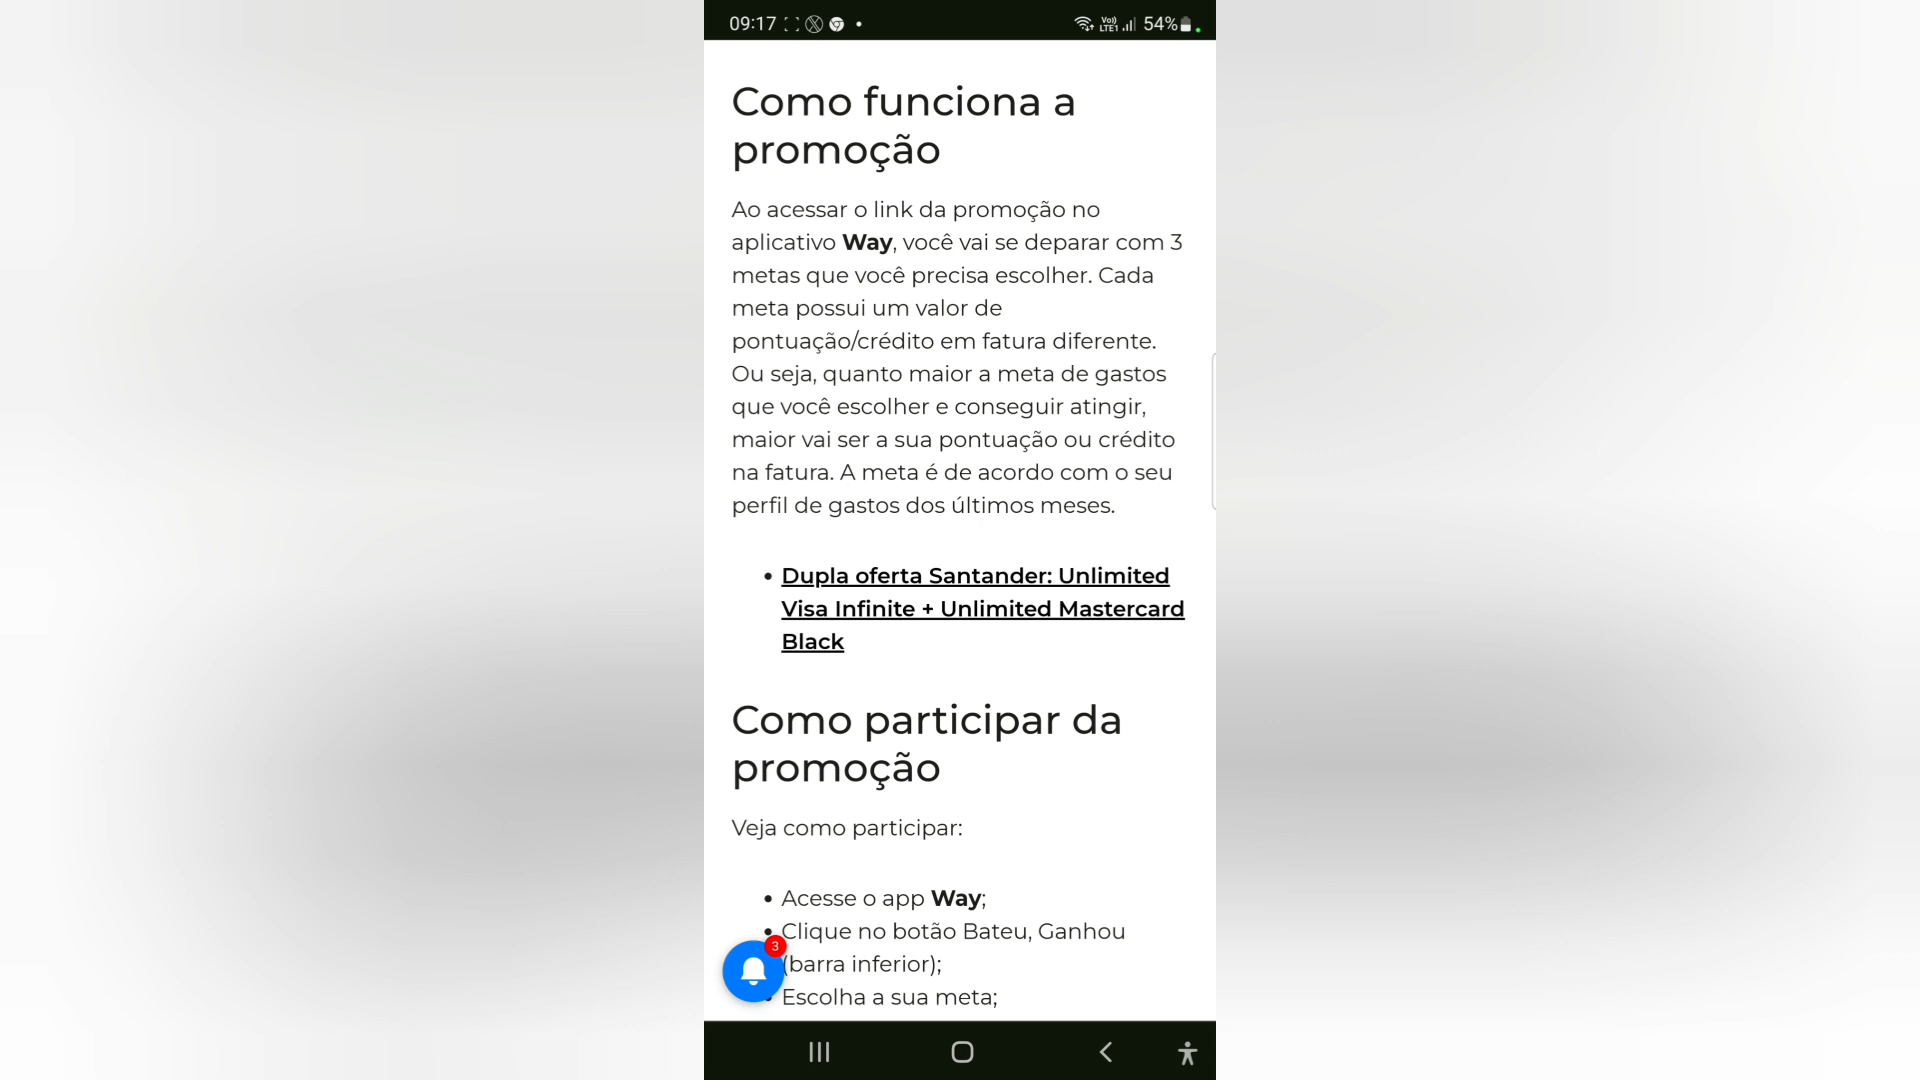 09:17
Vo))
LTE1
54%
Como funciona a
promoção
Ao acessar o link da promoção no
aplicativo Way, você vai se deparar com 3
metas que você precisa escolher. Cada
meta possui um valor de
pontuação/crédito em fatura diferente.
Ou seja, quanto maior a meta de gastos
que você escolher e conseguir atingir,
maior vai ser a sua pontuação ou crédito
na fatura. A meta é de acordo com o seu
perfil de gastos dos últimos meses.
• Dupla oferta Santander: Unlimited
Visa Infinite + Unlimited Mastercard
Black
Como participar da
promoção
Veja como participar:
• Acesse o app Way;
• Clique no botão Bateu, Ganhou
(barra inferior);
• Escolha a sua meta;
3